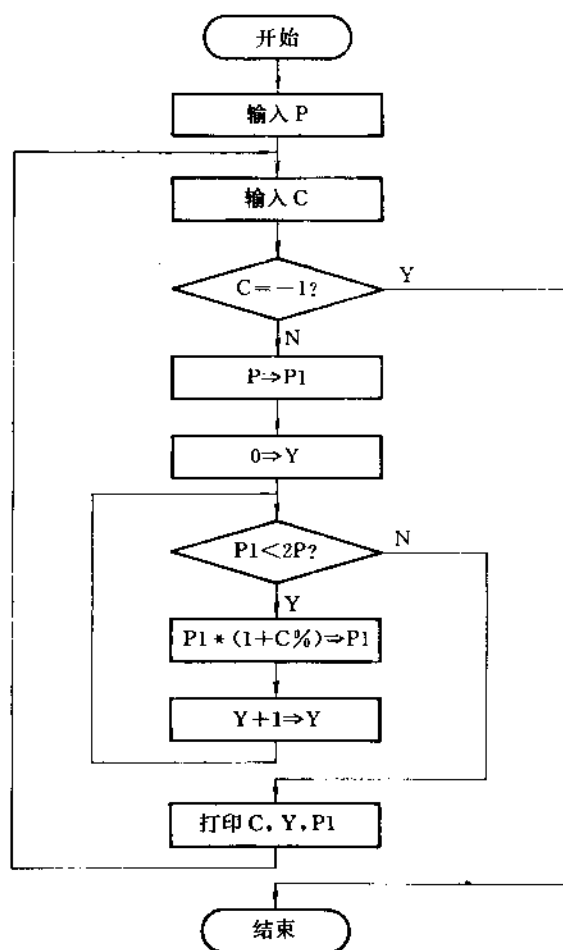 开始
输入 P
输入 C
C=-1?
Y
N
P⇒P1
0⇒Y
P1<2P?
N
Y
P1*(1+C%)⇒P1
Y+1⇒Y
打印 C, Y, P1
结束